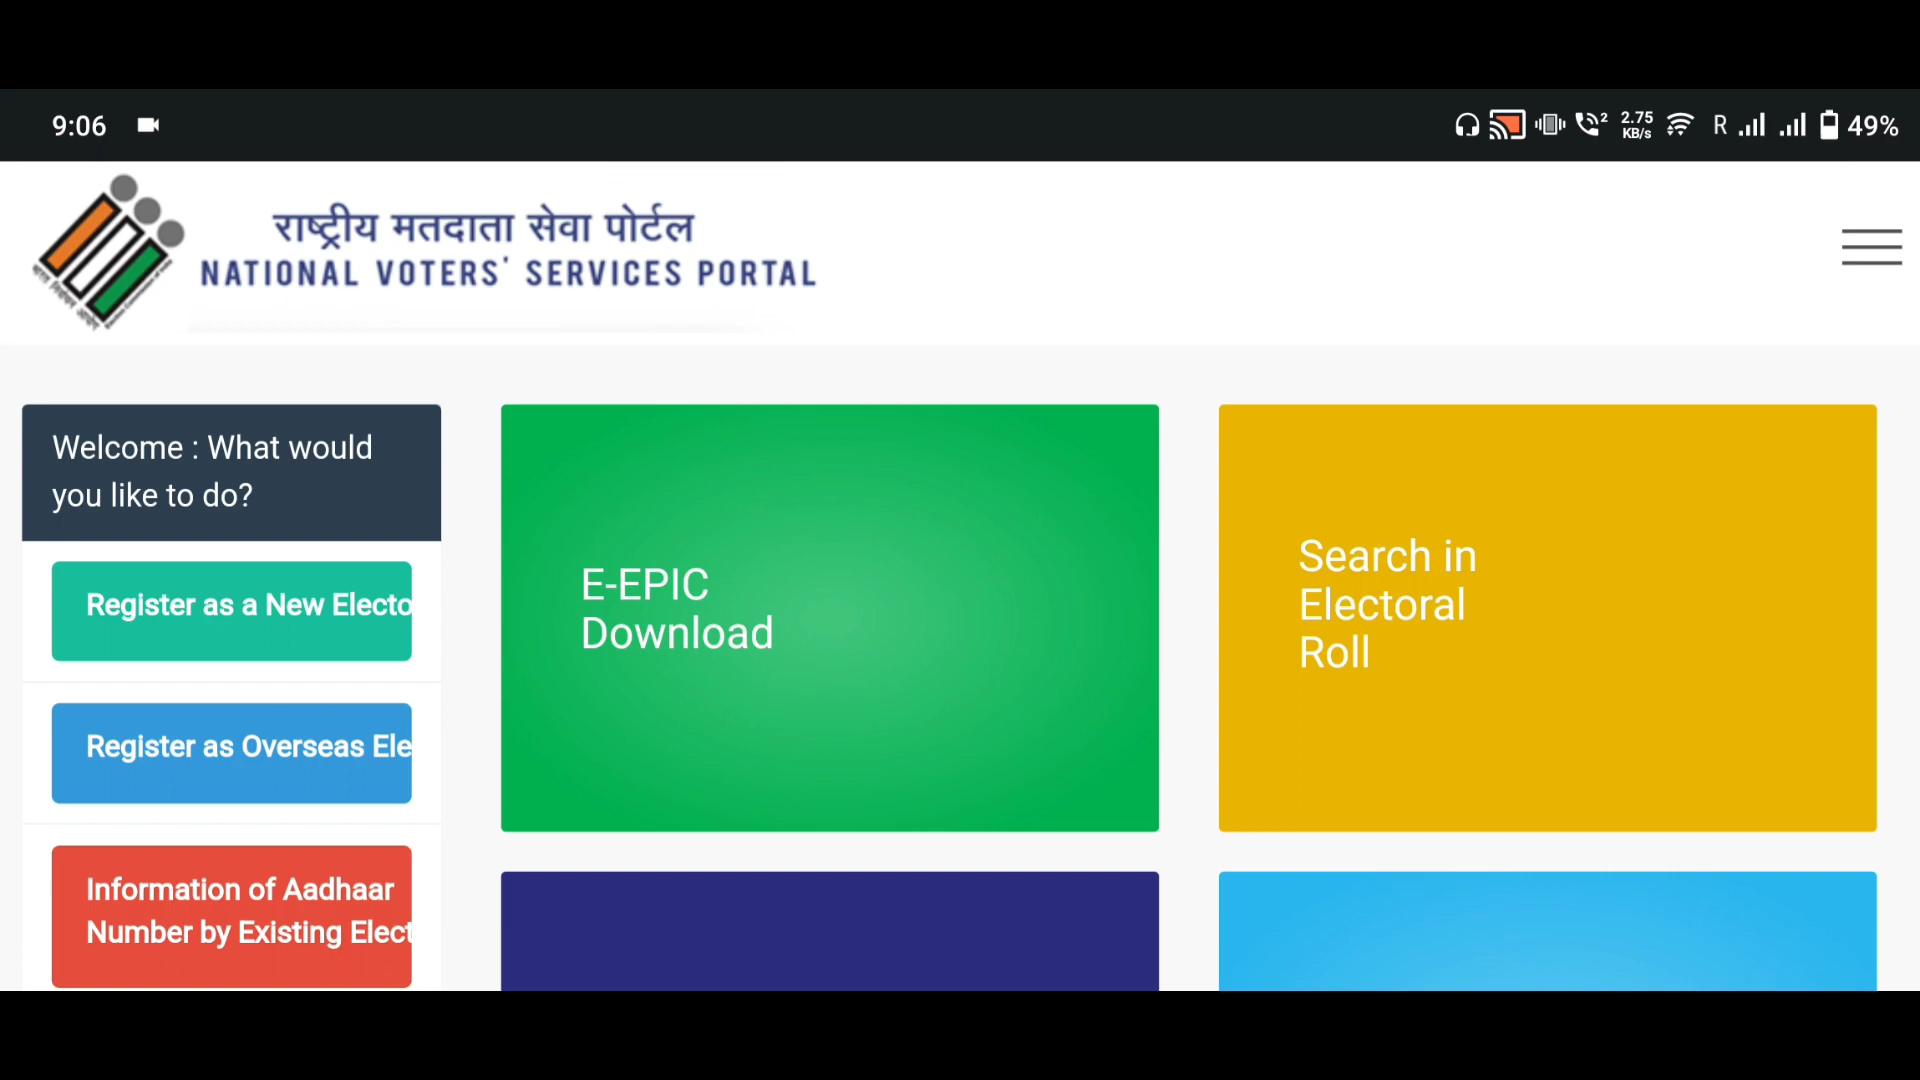 9:06
2 2.75 KB/s R 49%
राष्ट्रीय मतदाता सेवा पोर्टल
NATIONAL VOTERS' SERVICES PORTAL
Welcome : What would
you like to do?
Register as a New Electo
Register as Overseas Ele
Information of Aadhaar
Number by Existing Elect
E-EPIC
Download
Search in
Electoral
Roll